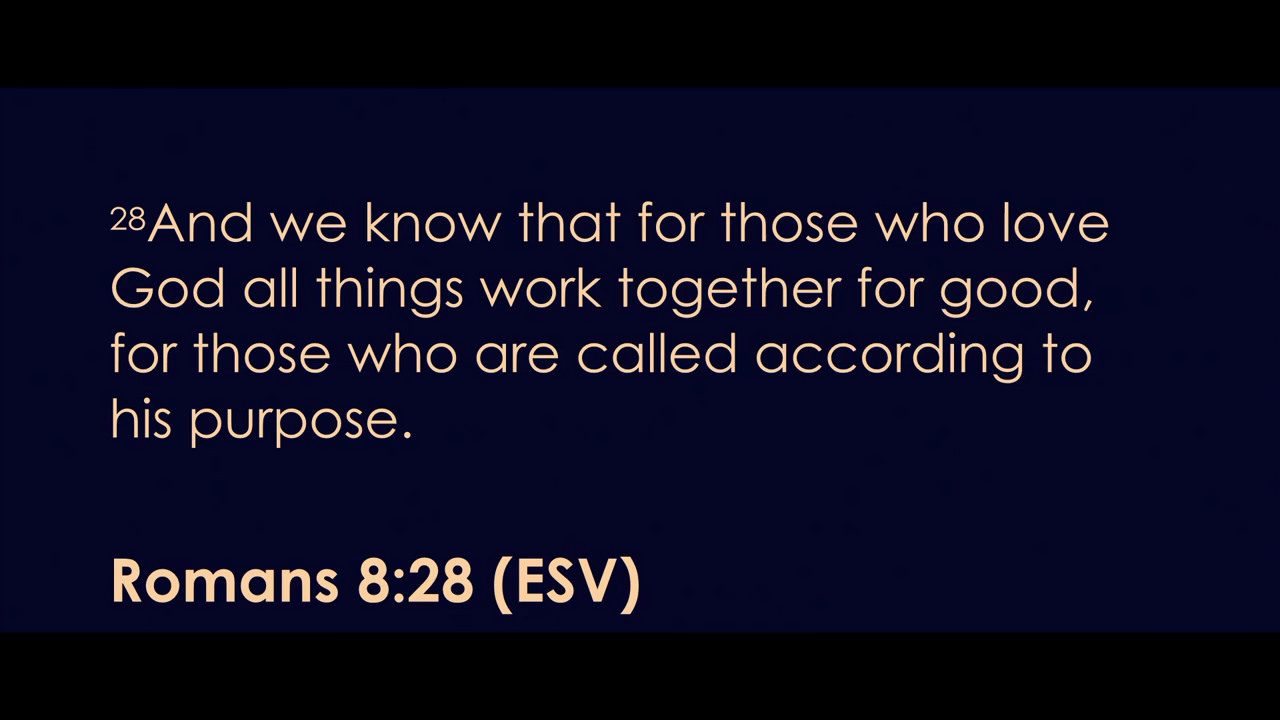 28And we know that for those who love
God all things work together for good,
for those who are called according to
his purpose.
Romans 8:28 (ESV)